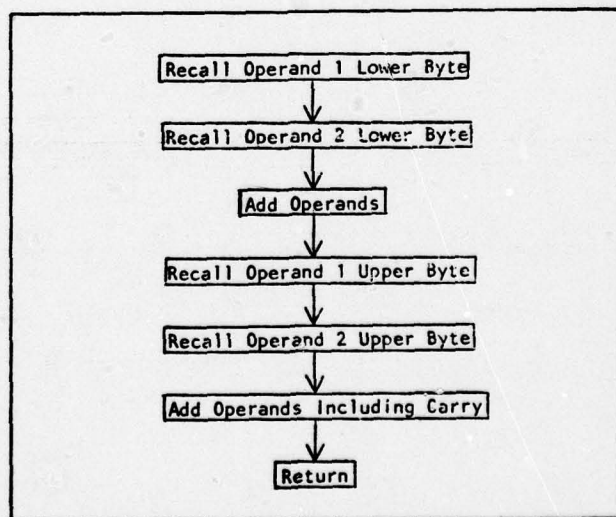 Recall Operand 1 Lower Byte
Recall Operand 2 Lower Byte
Add Operands
Recall Operand 1 Upper Byte
Recall Operand 2 Upper Byte
Add Operands Including Carry
Return